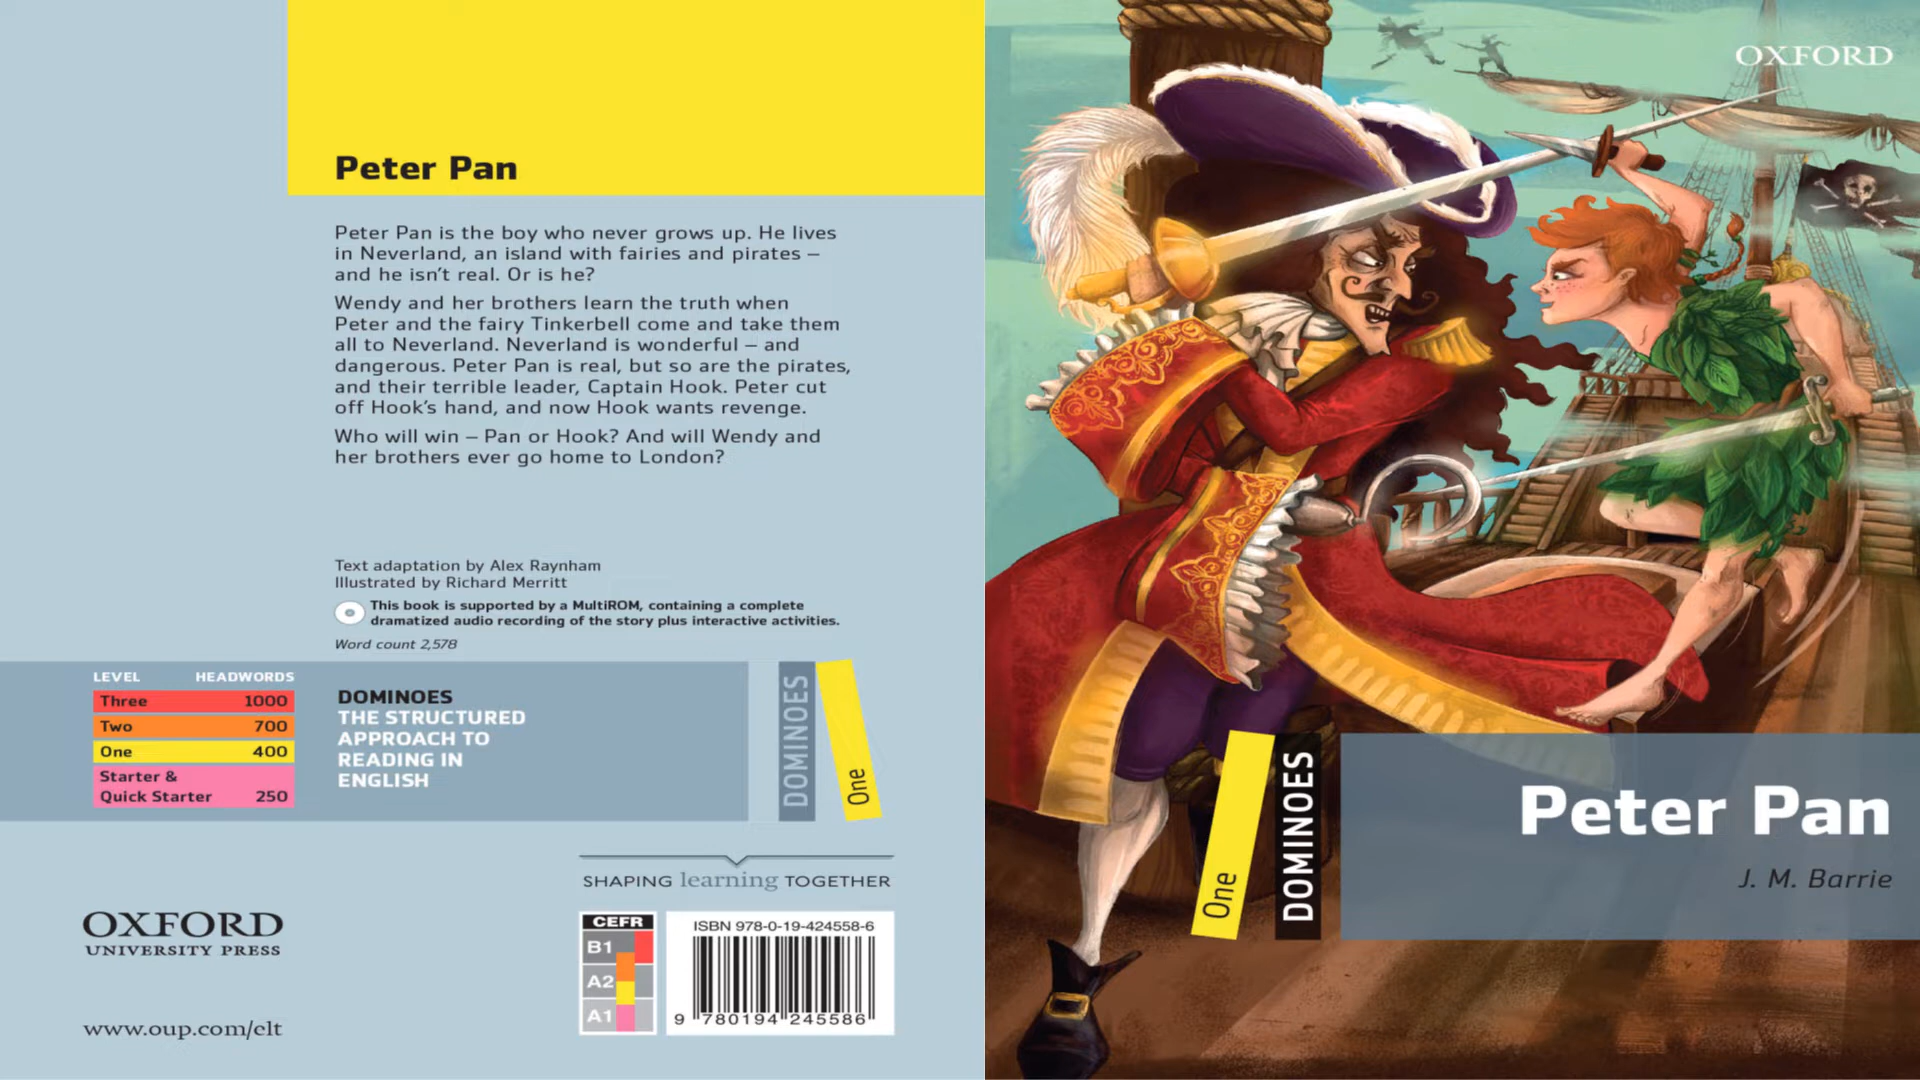 Peter Pan
Peter Pan is the boy who never grows up. He lives
in Neverland, an island with fairies and pirates –
and he isn't real. Or is he?
Wendy and her brothers learn the truth when
Peter and the fairy Tinkerbell come and take them
all to Neverland. Neverland is wonderful – and
dangerous. Peter Pan is real, but so are the pirates,
and their terrible leader, Captain Hook. Peter cut
off Hook's hand, and now Hook wants revenge.
Who will win – Pan or Hook? And will Wendy and
her brothers ever go home to London?
Text adaptation by Alex Raynham
Illustrated by Richard Merritt
This book is supported by a MultiROM, containing a complete
dramatized audio recording of the story plus interactive activities.
Word count 2,578
LEVEL HEADWORDS
Three 1000
Two 700
One 400
Starter &
Quick Starter 250
DOMINOES
THE STRUCTURED
APPROACH TO
READING IN
ENGLISH
DOMINOES
One
SHAPING learning TOGETHER
OXFORD
UNIVERSITY PRESS
www.oup.com/elt
CEFR
B1
A2
A1
ISBN 978-0-19-424558-6
9 780194 245586
OXFORD
One
DOMINOES
Peter Pan
J. M. Barrie